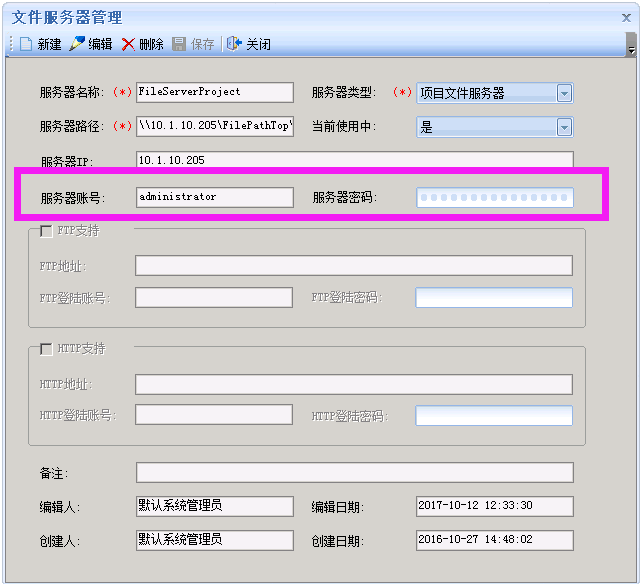 文件服务器管理
新建 编辑 删除 保存 关闭
服务器名称: (*) FileServerProject 服务器类型: (*) 项目文件服务器
服务器路径: (*) \\10.1.10.205\FilePathTop\ 当前使用中: 是
服务器IP: 10.1.10.205
服务器账号: administrator 服务器密码:
FTP支持
FTP地址:
FTP登陆账号: FTP登陆密码:
HTTP支持
HTTP地址:
HTTP登陆账号: HTTP登陆密码:
备注:
编辑人: 默认系统管理员 编辑日期: 2017-10-12 12:33:30
创建人: 默认系统管理员 创建日期: 2016-10-27 14:48:02